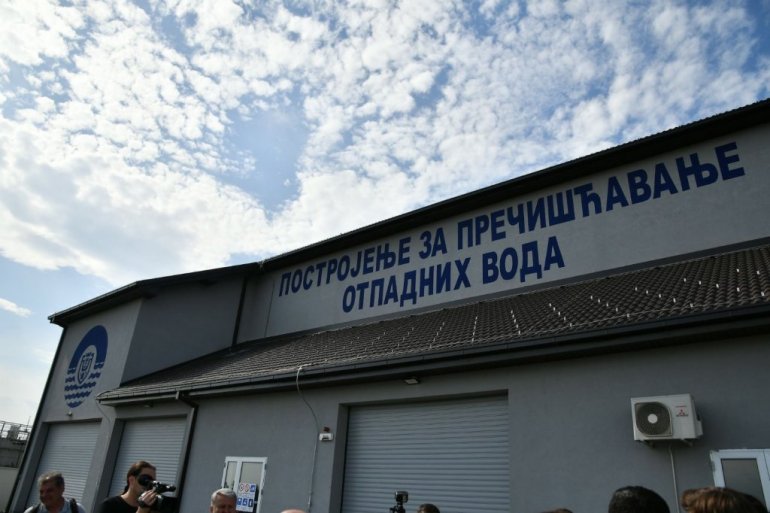 ПОСТРОЈЕЊЕ ЗА ПРЕЧИШЋАВАЊЕ
ОТПАДНИХ ВОДА